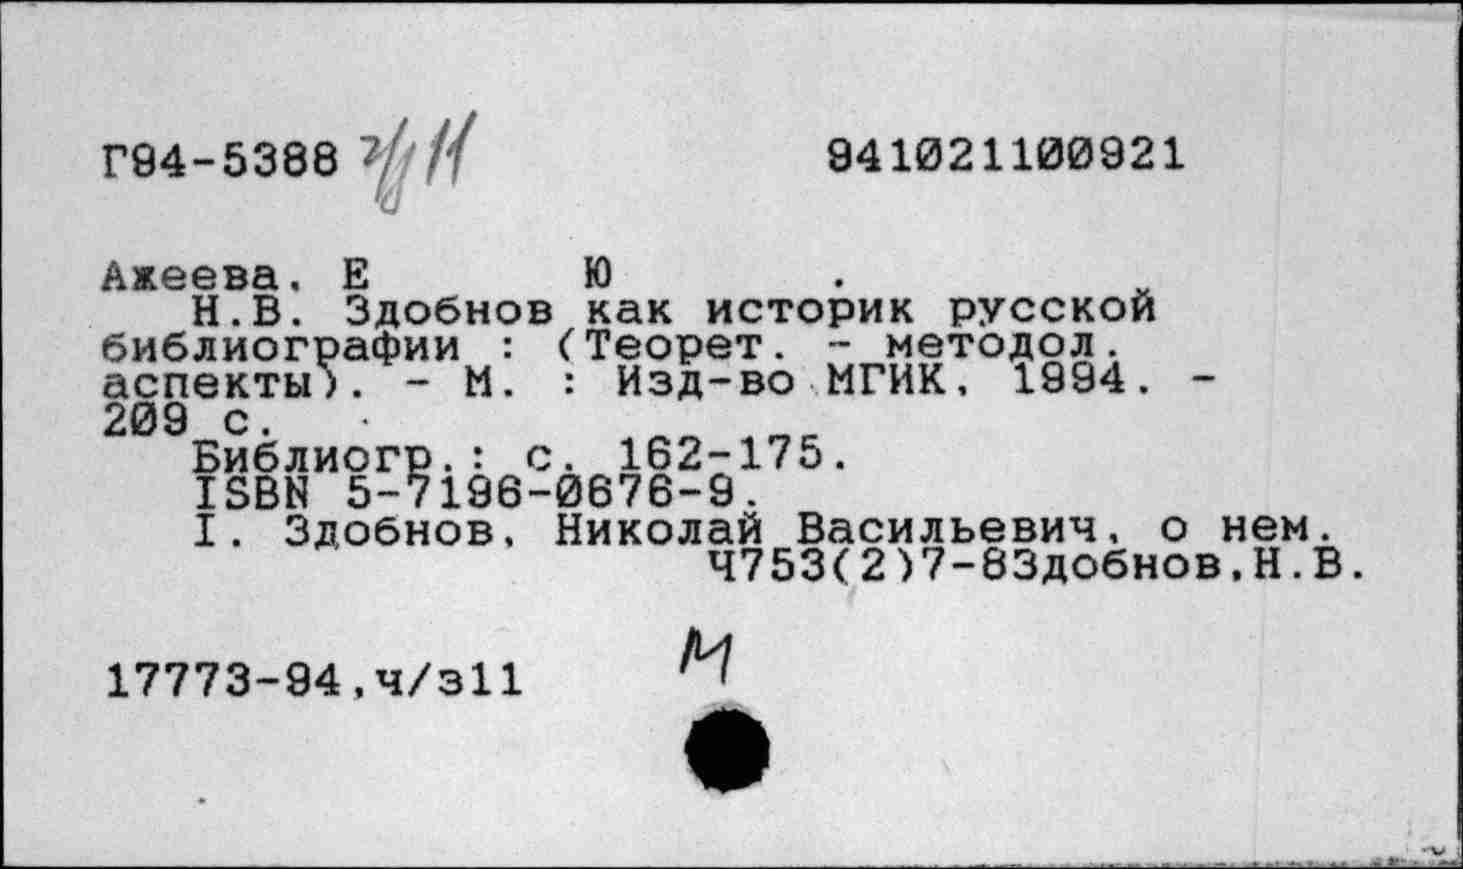 Г94-5388 941021100921
Ажеева, Е Ю .
Н.В. Здобнов как историк русской
библиографии : (Теорет. - методол.
аспекты). - М. : Изд-во МГИК, 1994. -
209 с.
Библиогр.: с. 162-175.
ISBN 5-7196-0676-9.
I. Здобнов, Николай Васильевич, о нем.
Ч753(2)7-8Здобнов,Н.В.
17773-94,ч/з11